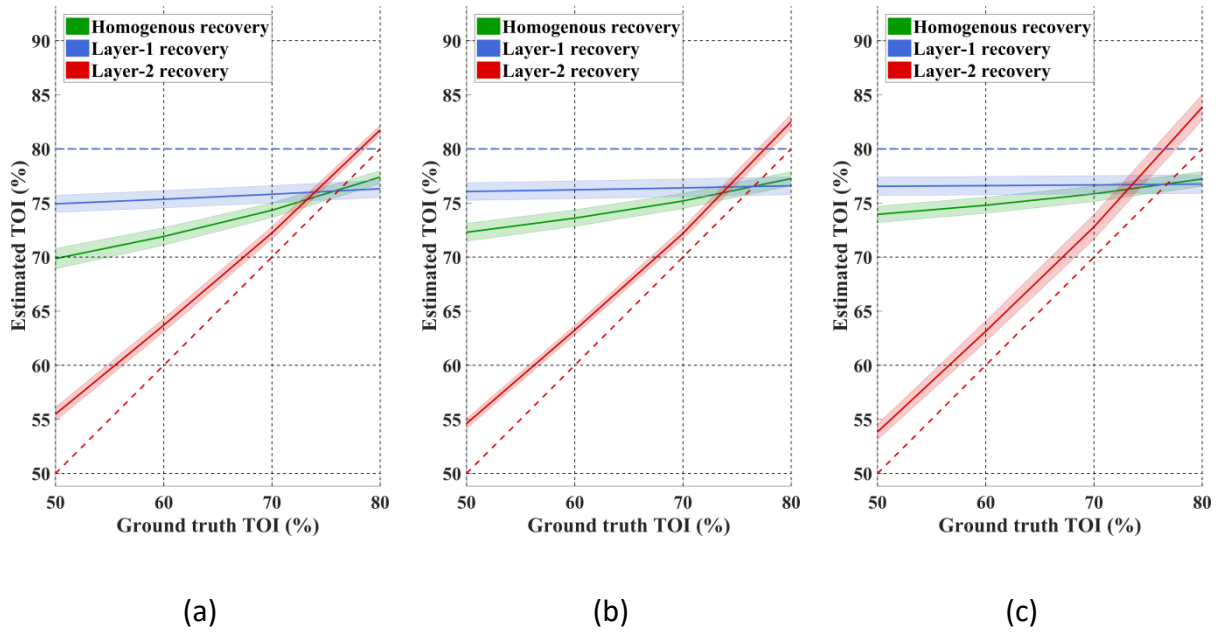 Homogenous recovery
Layer-1 recovery
Layer-2 recovery
90
85
80
75
70
65
60
55
50
Estimated TOI (%)
50 60 70 80
Ground truth TOI (%)
(a)
Homogenous recovery
Layer-1 recovery
Layer-2 recovery
90
85
80
75
70
65
60
55
50
Estimated TOI (%)
50 60 70 80
Ground truth TOI (%)
(b)
Homogenous recovery
Layer-1 recovery
Layer-2 recovery
90
85
80
75
70
65
60
55
50
Estimated TOI (%)
50 60 70 80
Ground truth TOI (%)
(c)